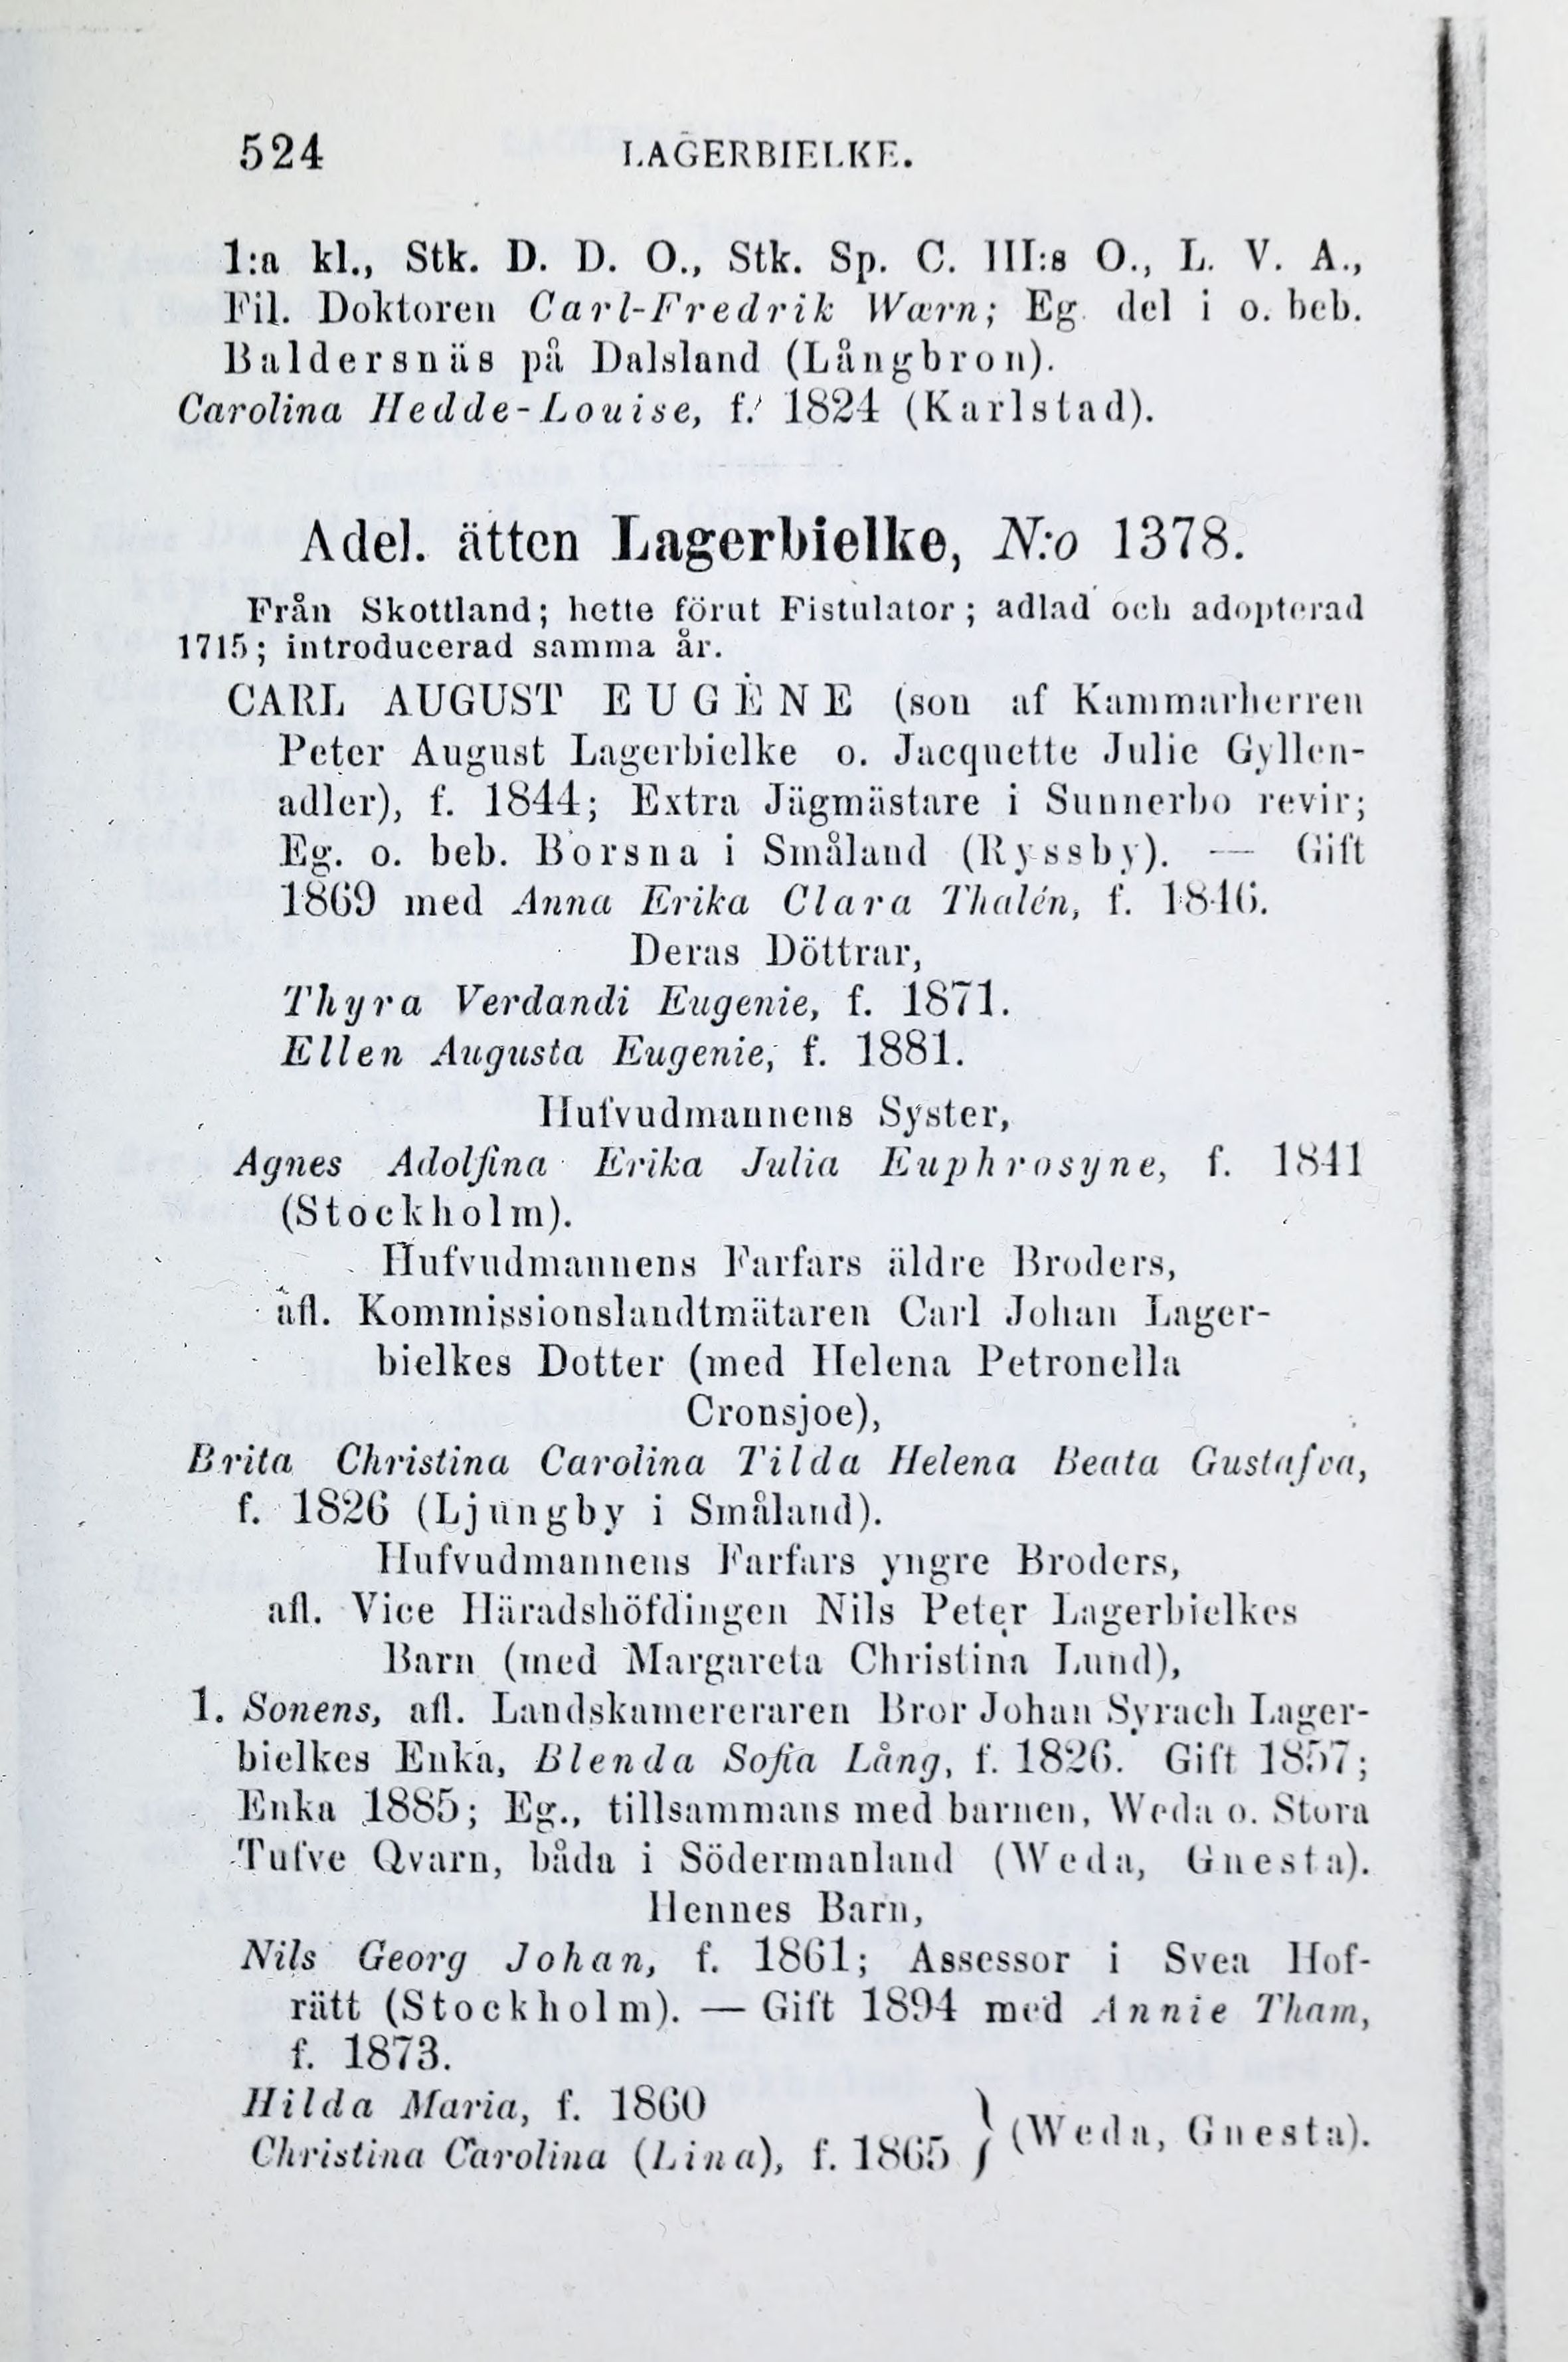 524 LAGERBIELKE.
1:a kl., Stk. D. D. O., Stk. Sp. C. III:s O., L. V. A.,
Fil. Doktoren Carl-Fredrik Wærn; Eg. del i o. beb.
Baldersnäs på Dalsland (Långbron).
Carolina Hedde-Louise, f. 1824 (Karlstad).
Adel. ätten Lagerbielke, N:o 1378.
Från Skottland; hette förut Fistulator; adlad och adopterad
1715; introducerad samma år.
CARL AUGUST EUGÈNE (son af Kammarherren
Peter August Lagerbielke o. Jacquette Julie Gyllen-
adler), f. 1844; Extra Jägmästare i Sunnerbo revir;
Eg. o. beb. Borsna i Småland (Ryssby). — Gift
1869 med Anna Erika Clara Thalén, f. 1846.
Deras Döttrar,
Thyra Verdandi Eugenie, f. 1871.
Ellen Augusta Eugenie, f. 1881.
Hufvudmannens Syster,
Agnes Adolfina Erika Julia Euphrosyne, f. 1841
(Stockholm).
Hufvudmannens Farfars äldre Broders,
afl. Kommissionslandtmätaren Carl Johan Lager-
bielkes Dotter (med Helena Petronella
Cronsjoe),
Brita Christina Carolina Tilda Helena Beata Gustafva,
f. 1826 (Ljungby i Småland).
Hufvudmannens Farfars yngre Broders,
afl. Vice Häradshöfdingen Nils Peter Lagerbielkes
Barn (med Margareta Christina Lund),
1. Sonens, afl. Landskamereraren Bror Johan Syrach Lager-
bielkes Enka, Blenda Sofia Lång, f. 1826. Gift 1857;
Enka 1885; Eg., tillsammans med barnen, Weda o. Stora
Tufve Qvarn, båda i Södermanland (Weda, Gnesta).
Hennes Barn,
Nils Georg Johan, f. 1861; Assessor i Svea Hof-
rätt (Stockholm). — Gift 1894 med Annie Tham,
f. 1873.
Hilda Maria, f. 1860
Christina Carolina (Lina), f. 1865 } (Weda, Gnesta).